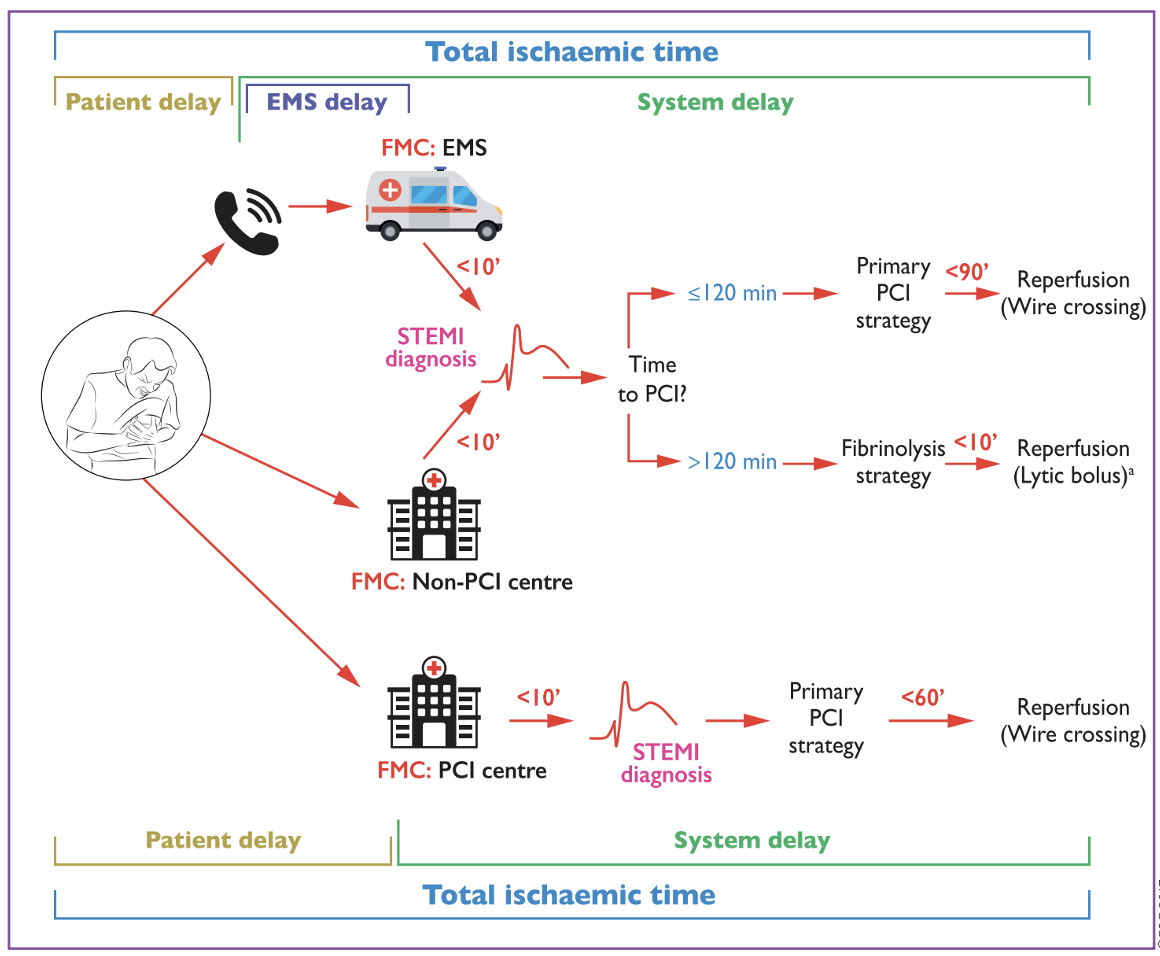 Total ischaemic time
Patient delay
EMS delay
System delay
FMC: EMS
<10’
STEMI
diagnosis
<10’
Time
to PCI?
≤120 min
Primary
PCI
strategy
<90’
Reperfusion
(Wire crossing)
>120 min
Fibrinolysis
strategy
<10’
Reperfusion
(Lytic bolus)ᵃ
FMC: Non-PCI centre
FMC: PCI centre
<10’
STEMI
diagnosis
Primary
PCI
strategy
<60’
Reperfusion
(Wire crossing)
Patient delay
System delay
Total ischaemic time